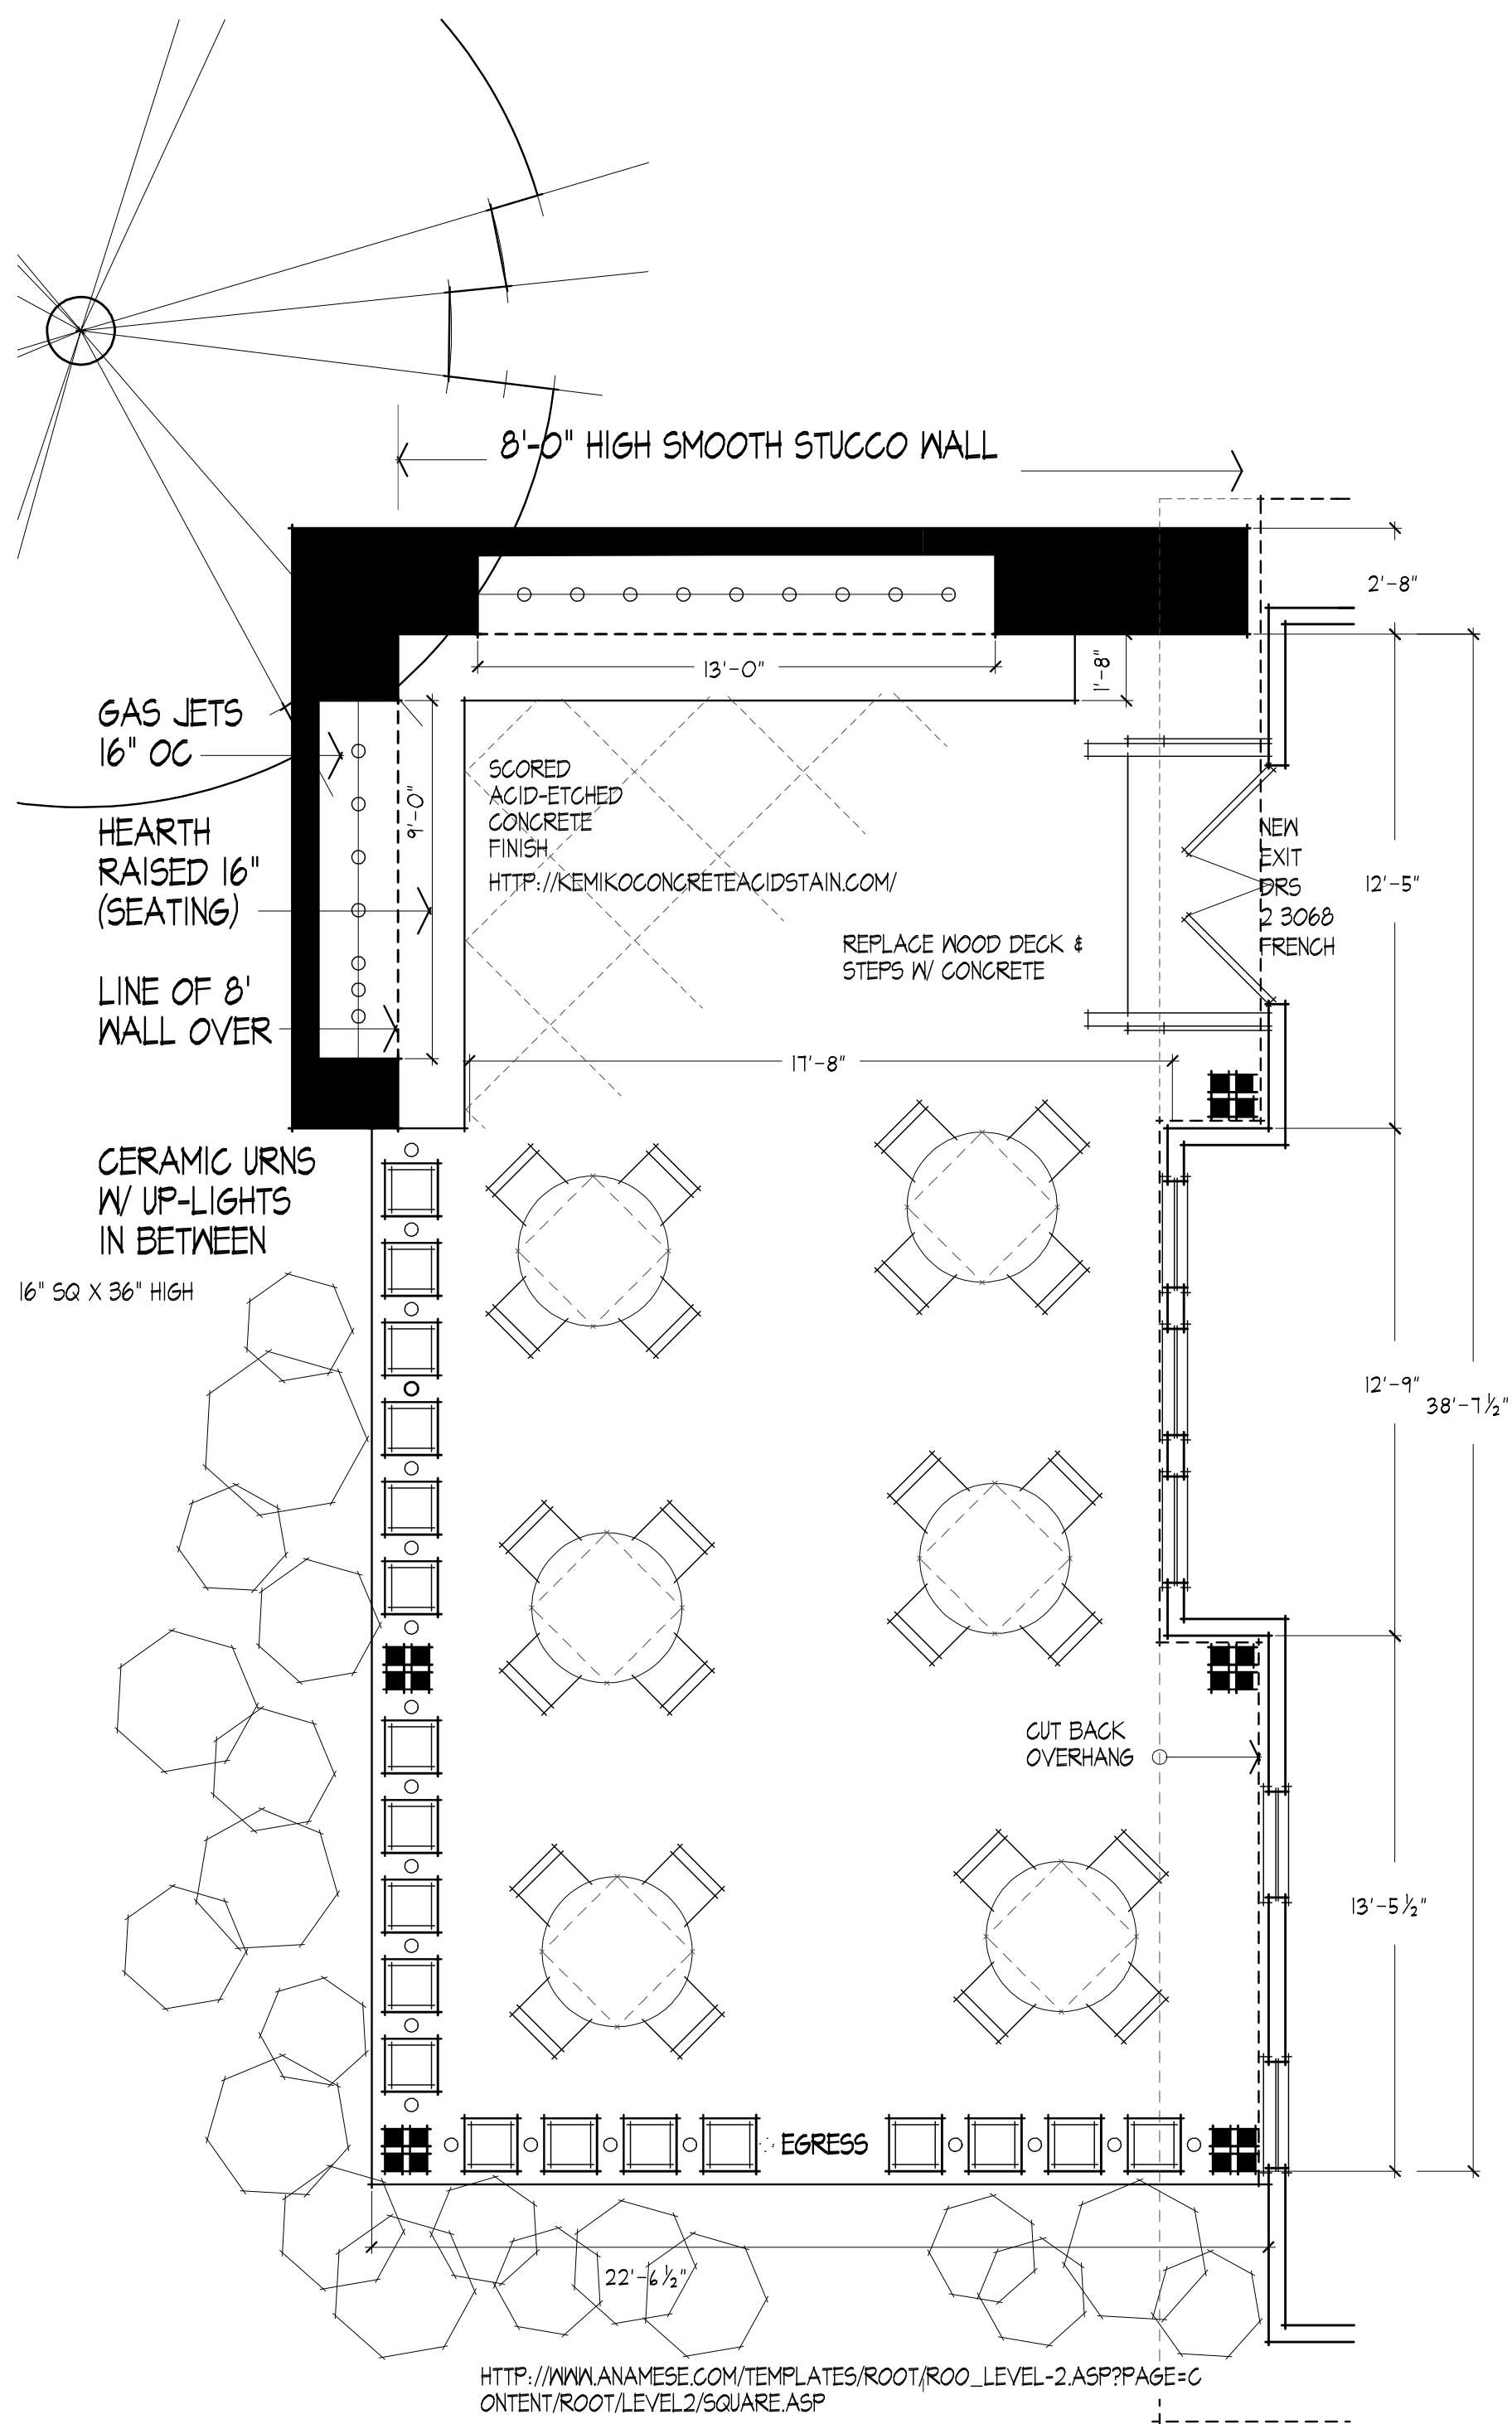 8'-0" HIGH SMOOTH STUCCO WALL
2'-8"
13'-0"
1'-8"
GAS JETS
16" OC
9'-0"
SCORED
ACID-ETCHED
CONCRETE
FINISH
HTTP://KEMIKOCONCRETEACIDSTAIN.COM/
HEARTH
RAISED 16"
(SEATING)
NEW
EXIT
DRS
2 3068
FRENCH
12'-5"
REPLACE WOOD DECK &
STEPS W/ CONCRETE
LINE OF 8'
WALL OVER
17'-8"
CERAMIC URNS
W/ UP-LIGHTS
IN BETWEEN
16" SQ X 36" HIGH
12'-9"
38'-7½"
CUT BACK
OVERHANG
13'-5½"
EGRESS
22'-6½"
HTTP://WWW.ANAMESE.COM/TEMPLATES/ROOT/ROO_LEVEL-2.ASP?PAGE=C
ONTENT/ROOT/LEVEL2/SQUARE.ASP